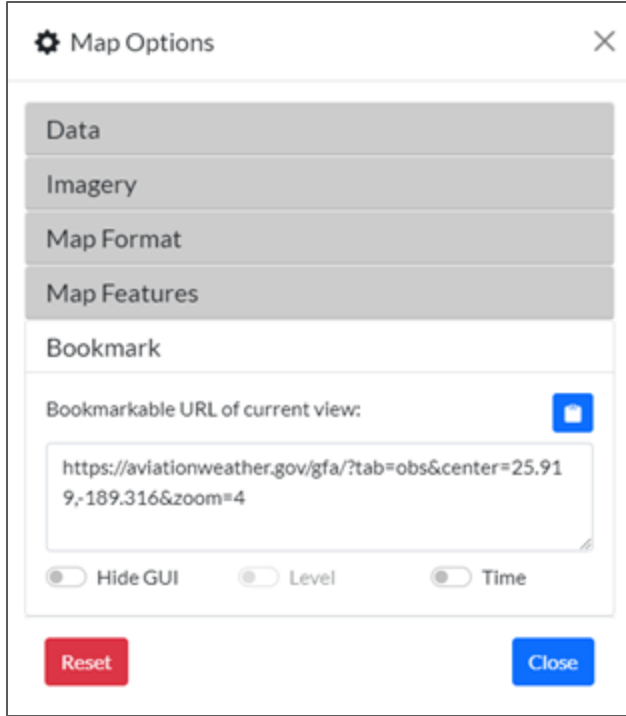 Map Options
Data
Imagery
Map Format
Map Features
Bookmark
Bookmarkable URL of current view:
https://aviationweather.gov/gfa/?tab=obs&center=25.91
9,-189.316&zoom=4
Hide GUI Level Time
Reset Close